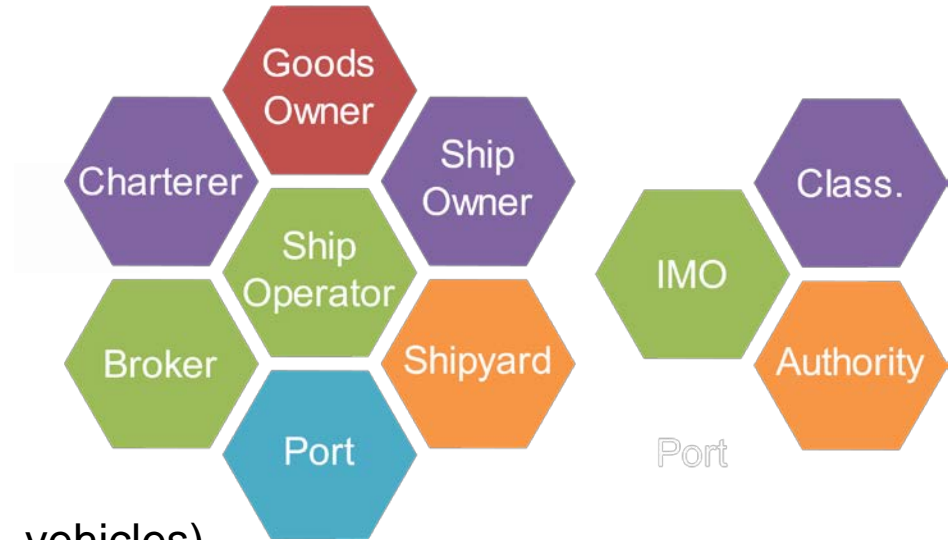 Goods
Owner
Charterer
Ship
Owner
Class.
Ship
Operator
IMO
Broker
Shipyard
Authority
Port
Port
vehicles)